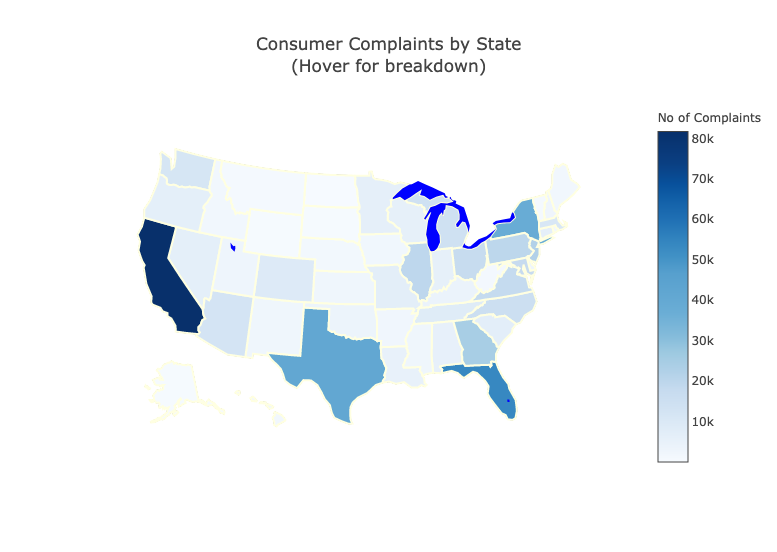 Consumer Complaints by State
(Hover for breakdown)
No of Complaints
80k
70k
60k
50k
40k
30k
20k
10k